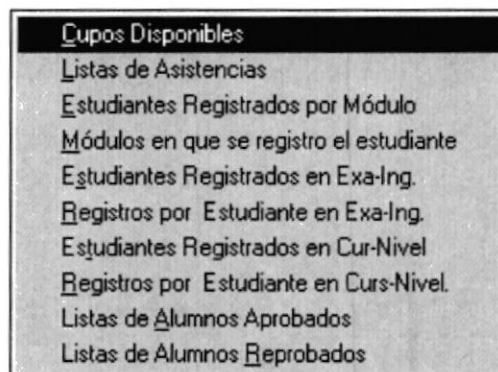 Cupos Disponibles
Listas de Asistencias
Estudiantes Registrados por Módulo
Módulos en que se registro el estudiante
Estudiantes Registrados en Exa-Ing.
Registros por Estudiante en Exa-Ing.
Estudiantes Registrados en Cur-Nivel
Registros por Estudiante en Curs-Nivel.
Listas de Alumnos Aprobados
Listas de Alumnos Reprobados